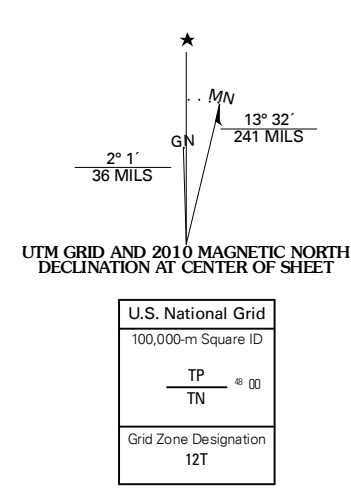 ★
MN
13° 32´
241 MILS
GN
2° 1´
36 MILS
UTM GRID AND 2010 MAGNETIC NORTH
DECLINATION AT CENTER OF SHEET
U.S. National Grid
100,000-m Square ID
TP
48 00
TN
Grid Zone Designation
12T